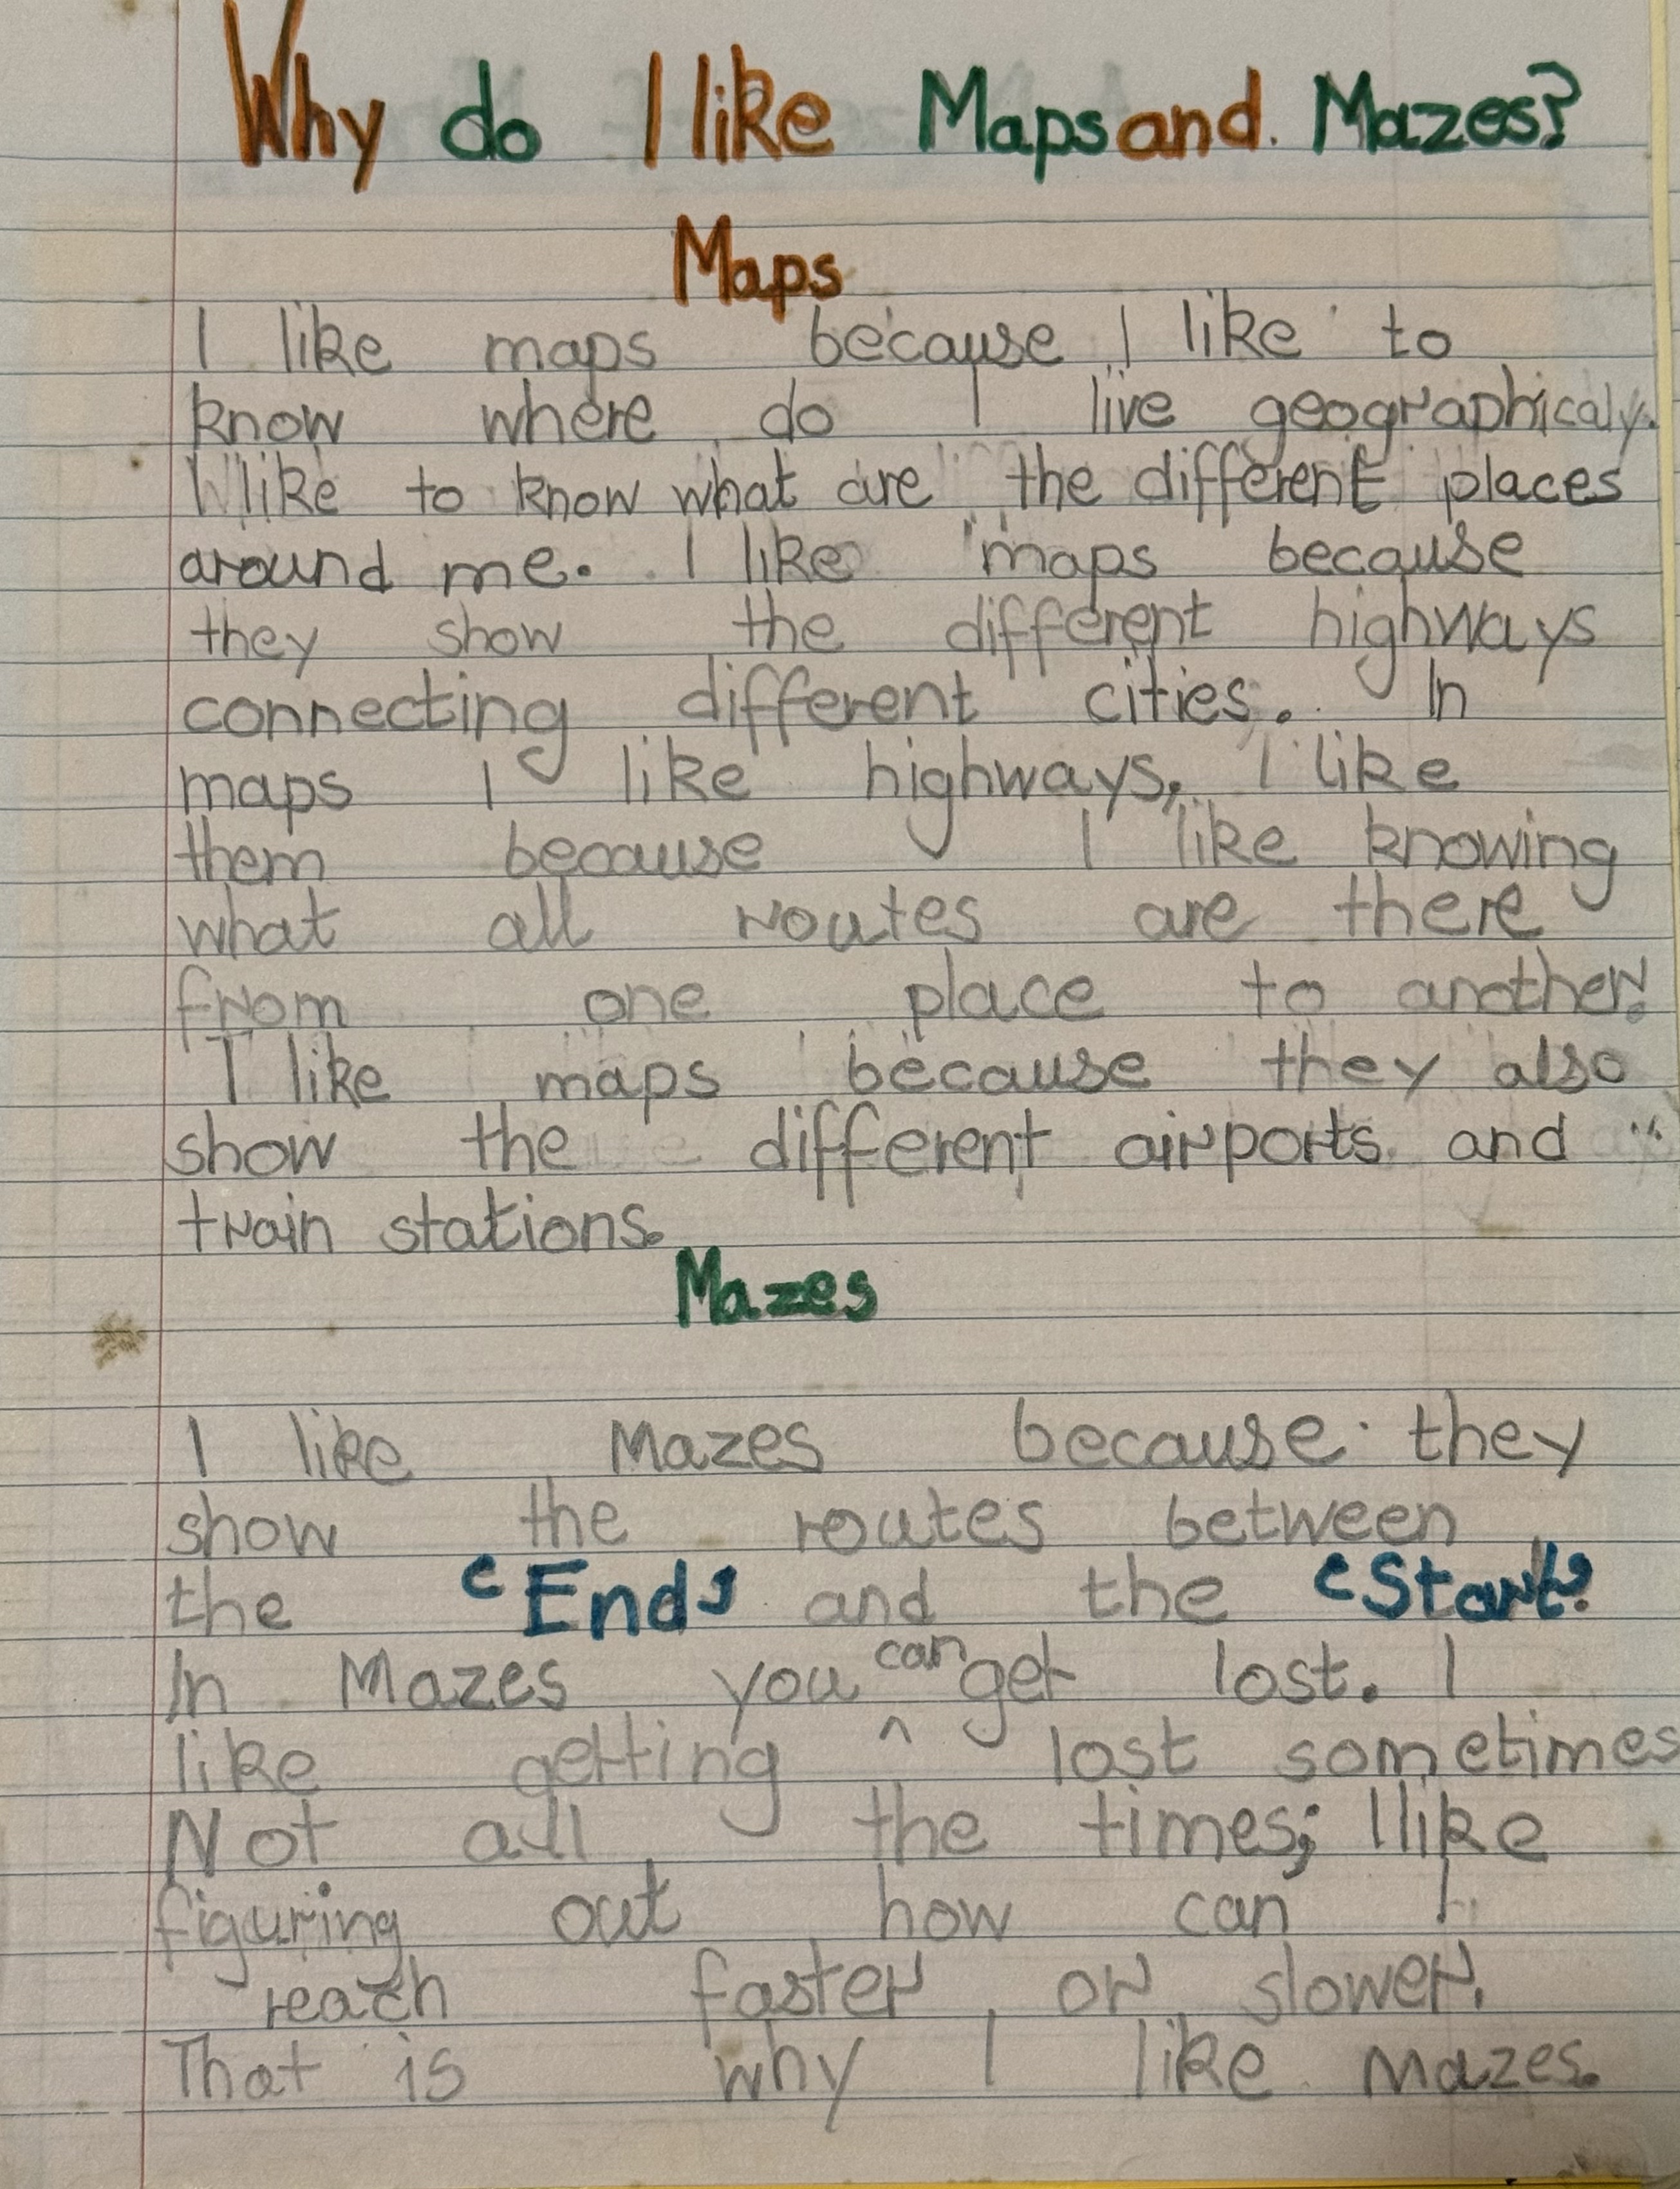 Why do I like Maps and Mazes?
Maps
I like maps because I like to
know where do I live geographicaly.
I like to know what are the different places
around me. I like maps because
they show the different highways
connecting different cities. In
maps I like highways, I like
them because I like knowing
what all routes are there
from one place to another.
I like maps because they also
show the different airports and
train stations.
Mazes
I like Mazes because they
show the routes between
the ‘End’ and the ‘Start’.
In Mazes you can get lost. I
like getting lost sometimes
Not all the times; I like
figuring out how can I
reach faster or slower.
That is why I like Mazes.